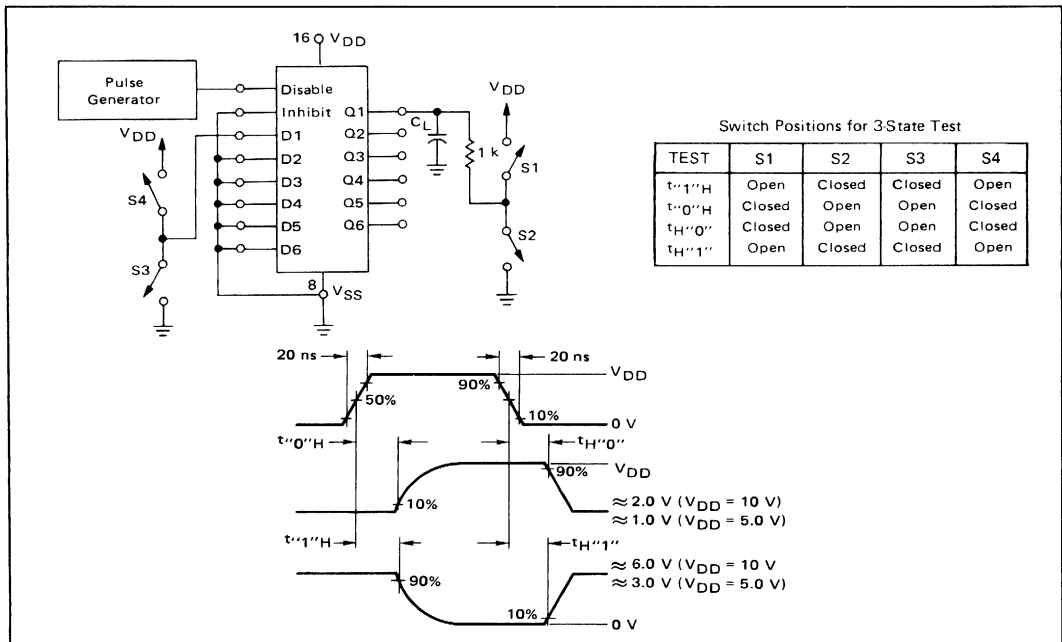 16 V_DD
Pulse
Generator
Disable
Inhibit
D1
D2
D3
D4
D5
D6
Q1
Q2
Q3
Q4
Q5
Q6
C_L
1 k
V_DD
S1
S2
V_DD
S4
S3
8 V_SS
Switch Positions for 3-State Test
TEST S1 S2 S3 S4
t"1"H Open Closed Closed Open
t"0"H Closed Open Open Closed
tH"0" Closed Open Open Closed
tH"1" Open Closed Closed Open
20 ns 20 ns
V_DD
90%
50%
10%
0 V
t"0"H tH"0"
V_DD
90%
10%
≈ 2.0 V (V_DD = 10 V)
≈ 1.0 V (V_DD = 5.0 V)
t"1"H tH"1"
≈ 6.0 V (V_DD = 10 V
≈ 3.0 V (V_DD = 5.0 V)
90%
10%
0 V